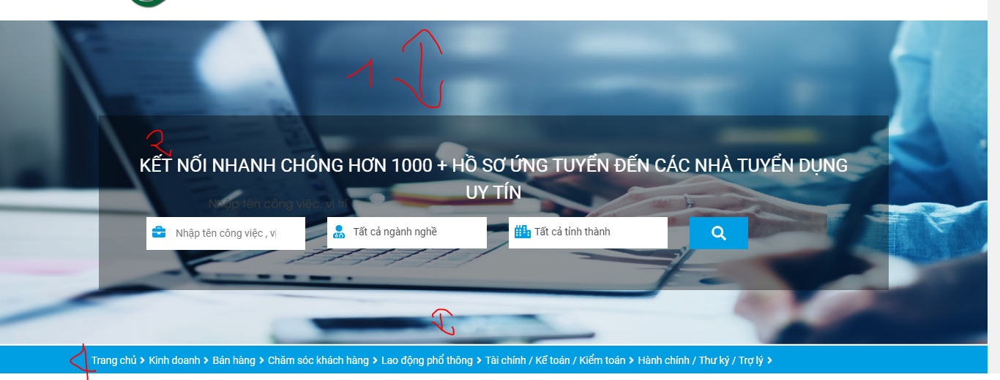 1
2
KẾT NỐI NHANH CHÓNG HƠN 1000 + HỒ SƠ ỨNG TUYỂN ĐẾN CÁC NHÀ TUYỂN DỤNG
UY TÍN
Nhập tên công việc, vị trí
Nhập tên công việc , vị
Tất cả ngành nghề
Tất cả tỉnh thành
Trang chủ > Kinh doanh > Bán hàng > Chăm sóc khách hàng > Lao động phổ thông > Tài chính / Kế toán / Kiểm toán > Hành chính / Thư ký / Trợ lý >